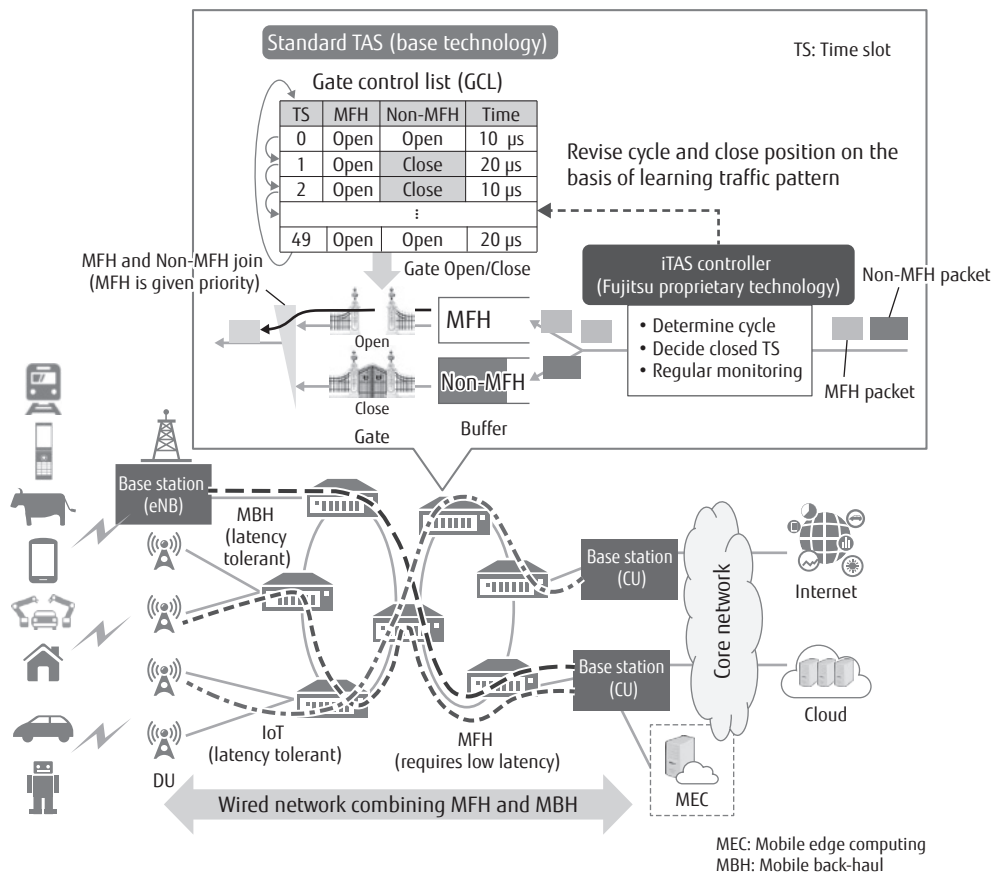 Standard TAS (base technology)
TS: Time slot
Gate control list (GCL)
TS MFH Non-MFH Time
0 Open Open 10 µs
1 Open Close 20 µs
2 Open Close 10 µs
⋮
49 Open Open 20 µs
Revise cycle and close position on the
basis of learning traffic pattern
MFH and Non-MFH join
(MFH is given priority)
Gate Open/Close
iTAS controller
(Fujitsu proprietary technology)
Non-MFH packet
• Determine cycle
• Decide closed TS
• Regular monitoring
MFH packet
MFH
Open
Non-MFH
Close
Gate
Buffer
Base station
(eNB)
MBH
(latency
tolerant)
Base station
(CU)
Core network
Internet
Base station
(CU)
Cloud
IoT
(latency tolerant)
MFH
(requires low latency)
DU
MEC
Wired network combining MFH and MBH
MEC: Mobile edge computing
MBH: Mobile back-haul